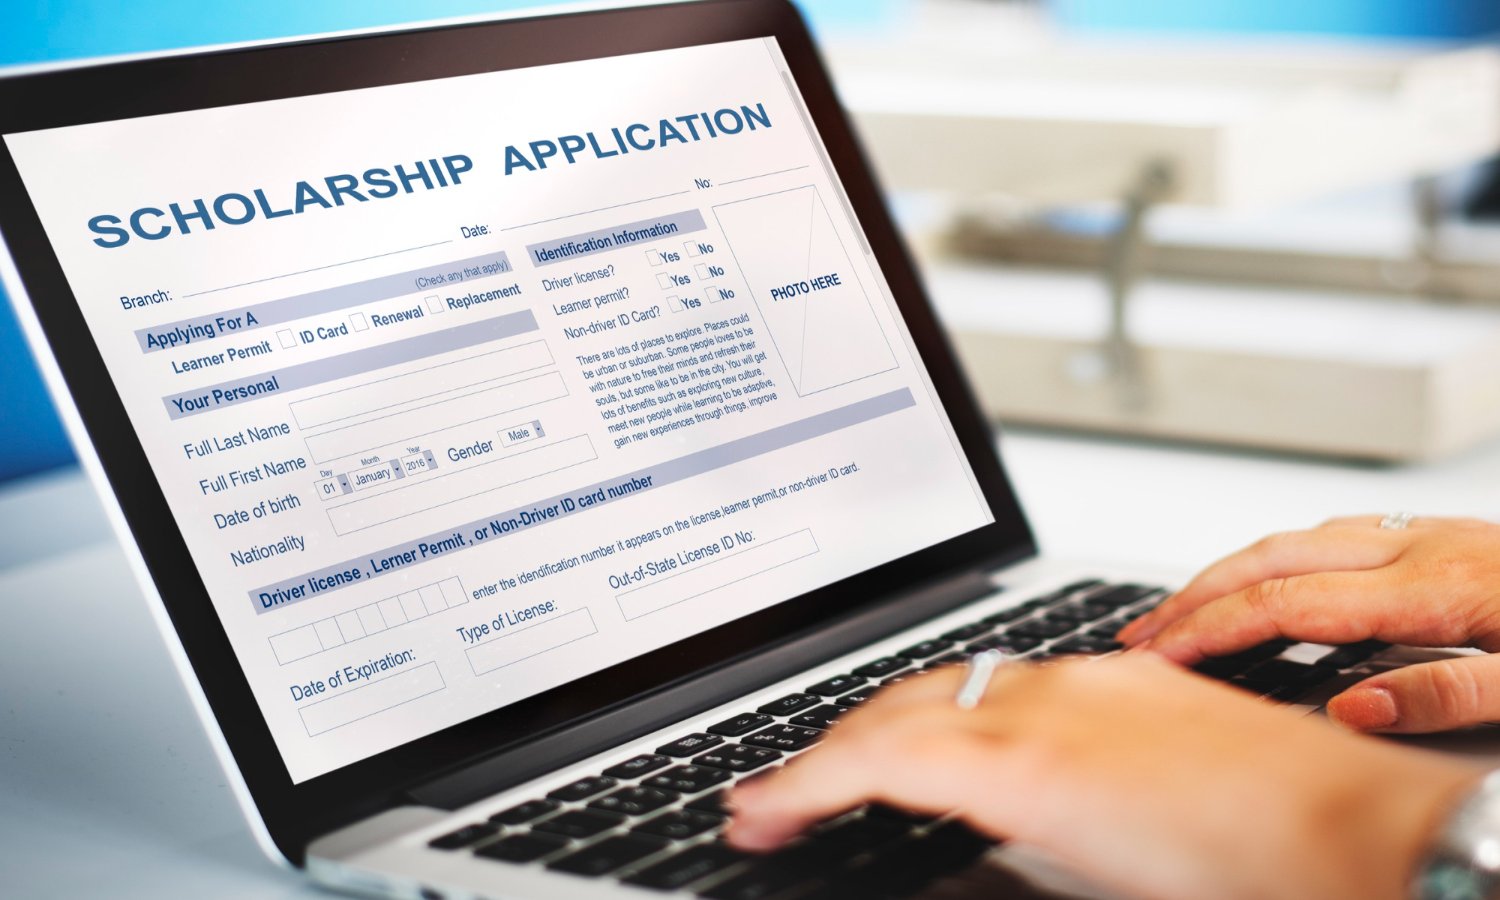 SCHOLARSHIP APPLICATION
Branch:
Date:
No:
Applying For A
(Check any that apply)
Learner Permit
ID Card
Renewal
Replacement
Identification Information
Driver license?
Yes
No
Learner permit?
Yes
No
Non-driver ID Card?
Yes
No
There are lots of places to explore. Places could
be urban or suburban. Some people loves to be
with nature to free their minds and refresh their
souls, but some like to be in the city. You will get
lots of benefits such as exploring new culture,
meet new people while learning to be adaptive,
gain new experiences through things, improve
PHOTO HERE
Your Personal
Full Last Name
Full First Name
Date of birth
Day
Month
Year
01
January
2016
Gender
Male
Nationality
Driver license , Lerner Permit , or Non-Driver ID card number
enter the idendification number it appears on the license,learner permit,or non-driver ID card.
Date of Expiration:
Type of License:
Out-of-State License ID No: